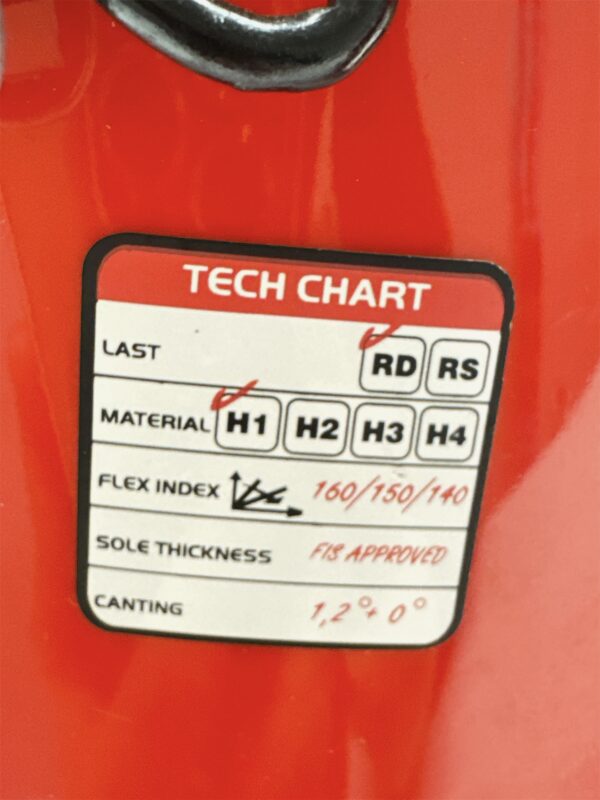 TECH CHART
LAST RD RS
MATERIAL H1 H2 H3 H4
FLEX INDEX 160/150/140
SOLE THICKNESS FIS APPROVED
CANTING 1,2°+ 0°